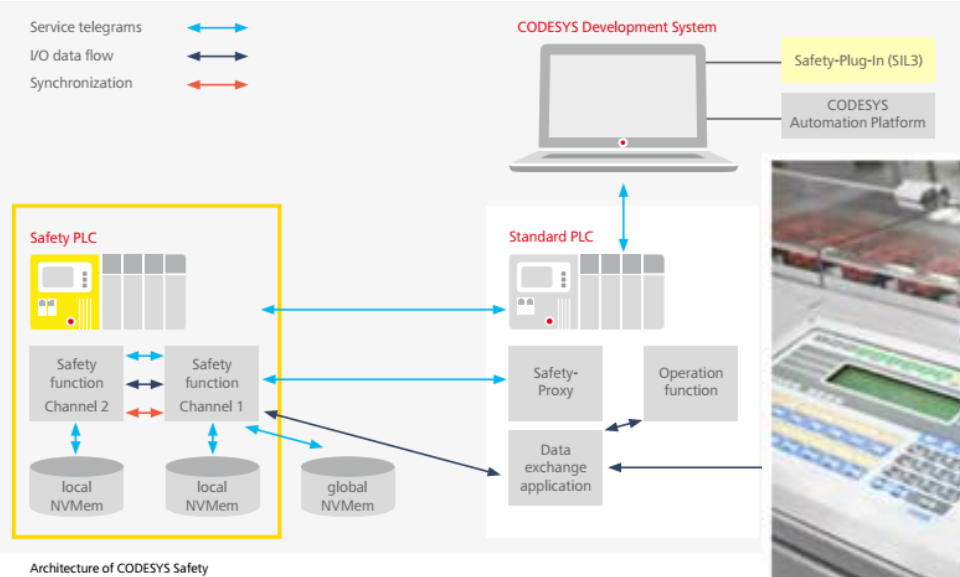 Service telegrams
I/O data flow
Synchronization
CODESYS Development System
Safety-Plug-In (SIL3)
CODESYS
Automation Platform
Safety PLC
Standard PLC
Safety
function
Channel 2
Safety
function
Channel 1
Safety-
Proxy
Operation
function
Data
exchange
application
local
NVMem
local
NVMem
global
NVMem
Architecture of CODESYS Safety